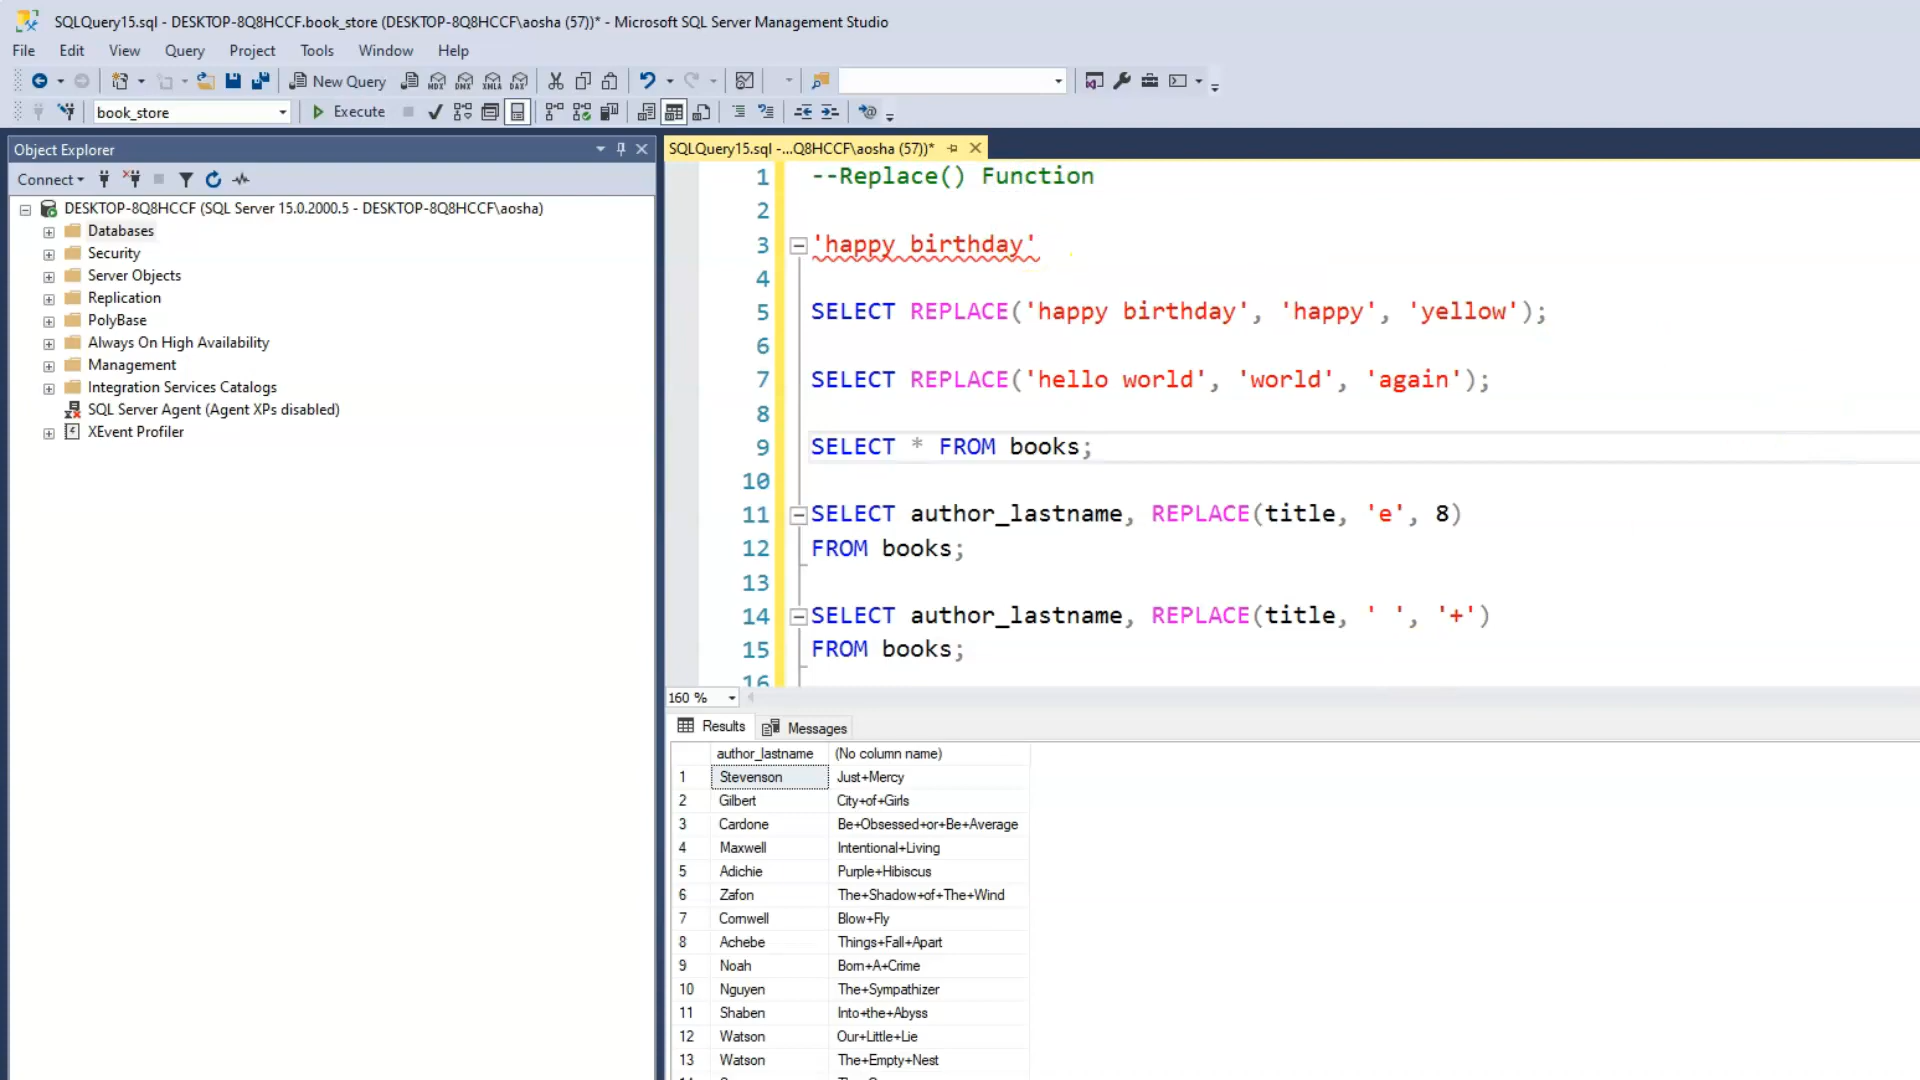 SQLQuery15.sql - DESKTOP-8Q8HCCF.book_store (DESKTOP-8Q8HCCF\aosha (57))* - Microsoft SQL Server Management Studio
File Edit View Query Project Tools Window Help
New Query MDX DMX XMLA DAX
book_store Execute
Object Explorer
Connect
DESKTOP-8Q8HCCF (SQL Server 15.0.2000.5 - DESKTOP-8Q8HCCF\aosha)
Databases
Security
Server Objects
Replication
PolyBase
Always On High Availability
Management
Integration Services Catalogs
SQL Server Agent (Agent XPs disabled)
XEvent Profiler
SQLQuery15.sql -...Q8HCCF\aosha (57))*
1 --Replace() Function
2
3 'happy birthday'
4
5 SELECT REPLACE('happy birthday', 'happy', 'yellow');
6
7 SELECT REPLACE('hello world', 'world', 'again');
8
9 SELECT * FROM books;
10
11 SELECT author_lastname, REPLACE(title, 'e', 8)
12 FROM books;
13
14 SELECT author_lastname, REPLACE(title, ' ', '+')
15 FROM books;
16
160 %
Results Messages
author_lastname (No column name)
1 Stevenson Just+Mercy
2 Gilbert City+of+Girls
3 Cardone Be+Obsessed+or+Be+Average
4 Maxwell Intentional+Living
5 Adichie Purple+Hibiscus
6 Zafon The+Shadow+of+The+Wind
7 Cornwell Blow+Fly
8 Achebe Things+Fall+Apart
9 Noah Born+A+Crime
10 Nguyen The+Sympathizer
11 Shaben Into+the+Abyss
12 Watson Our+Little+Lie
13 Watson The+Empty+Nest